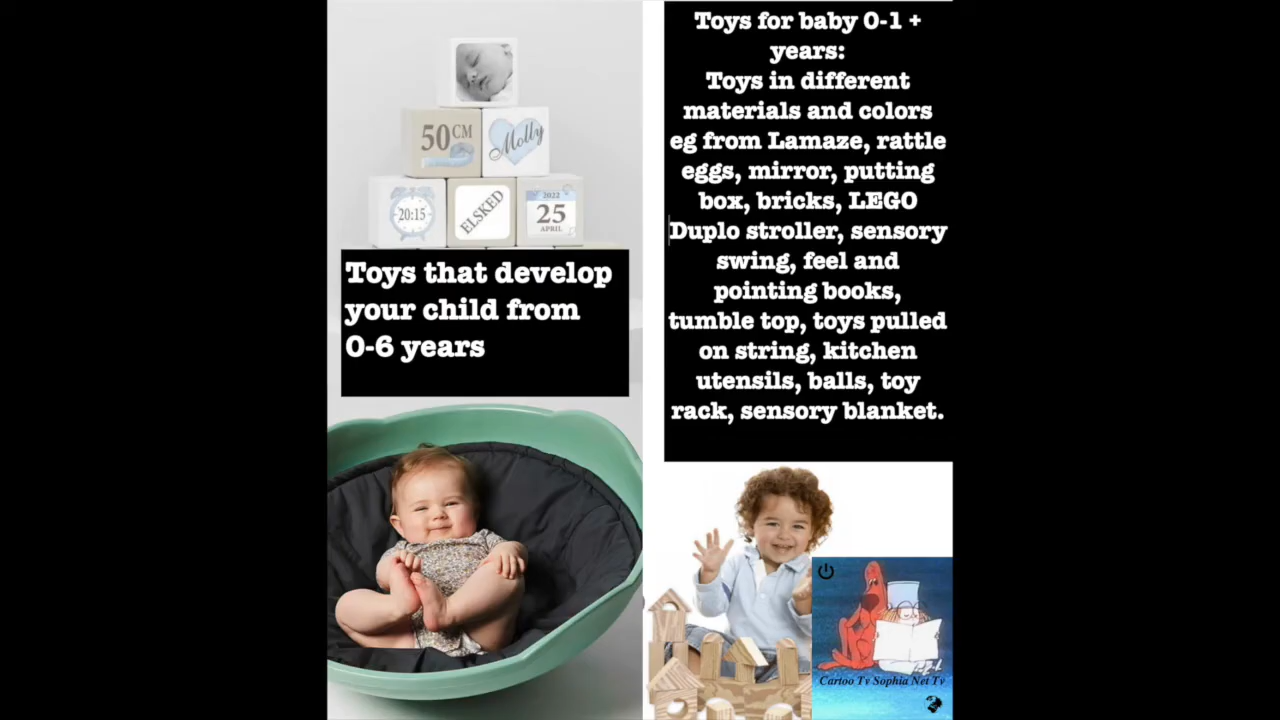 50CM
Molly
20:15
ELSKED
2022
25
APRIL
Toys that develop
your child from
0-6 years
Toys for baby 0-1 +
years:
Toys in different
materials and colors
eg from Lamaze, rattle
eggs, mirror, putting
box, bricks, LEGO
Duplo stroller, sensory
swing, feel and
pointing books,
tumble top, toys pulled
on string, kitchen
utensils, balls, toy
rack, sensory blanket.
Cartoo Tv Sophia Net Tv